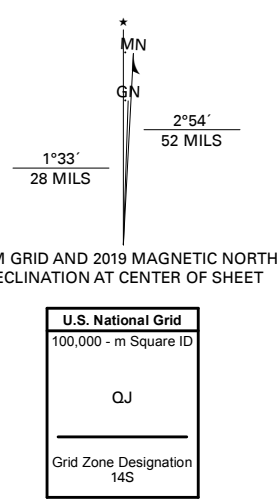 ★
MN
GN
2°54´
52 MILS
1°33´
28 MILS
M GRID AND 2019 MAGNETIC NORTH
ECLINATION AT CENTER OF SHEET
U.S. National Grid
100,000 - m Square ID
QJ
Grid Zone Designation
14S